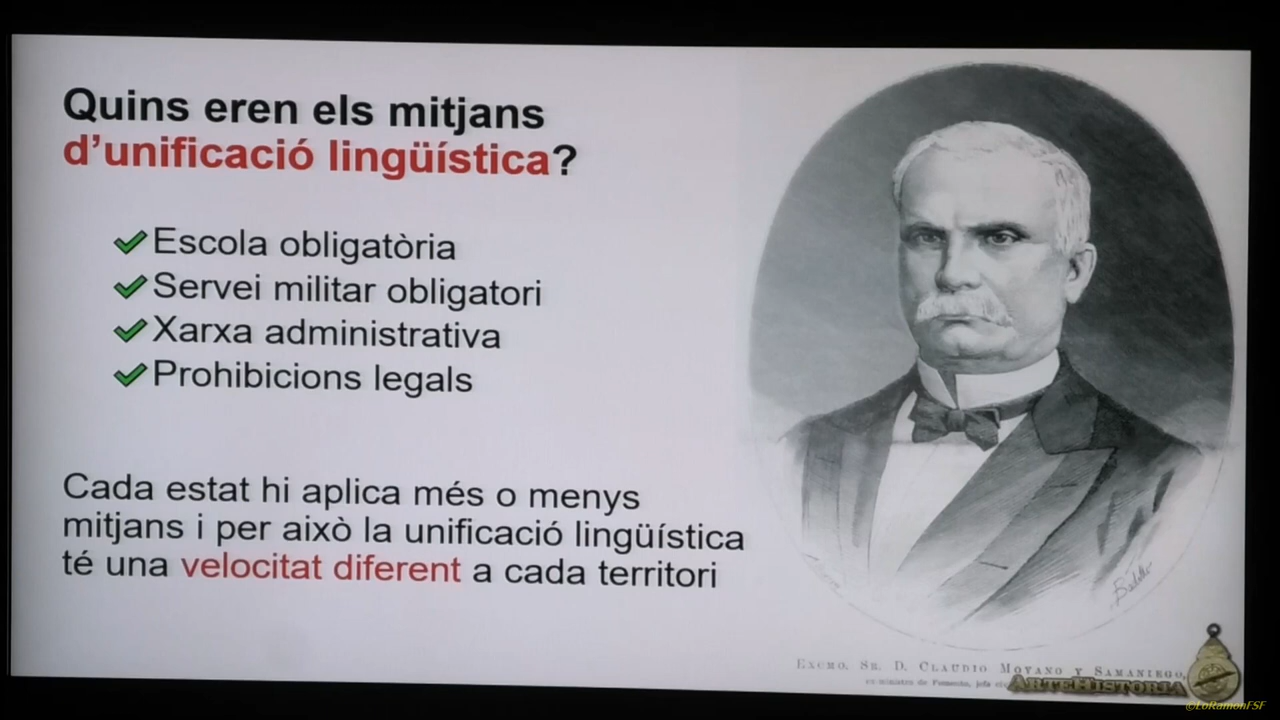 Quins eren els mitjans
d’unificació lingüística?
Escola obligatòria
Servei militar obligatori
Xarxa administrativa
Prohibicions legals
Cada estat hi aplica més o menys
mitjans i per això la unificació lingüística
té una velocitat diferent a cada territori
EXCMO. SR. D. CLAUDIO MOYANO Y SAMANIEGO,
ex-ministro de Fomento, jefe
ARTEHISTORIA
©LoRamonFSF